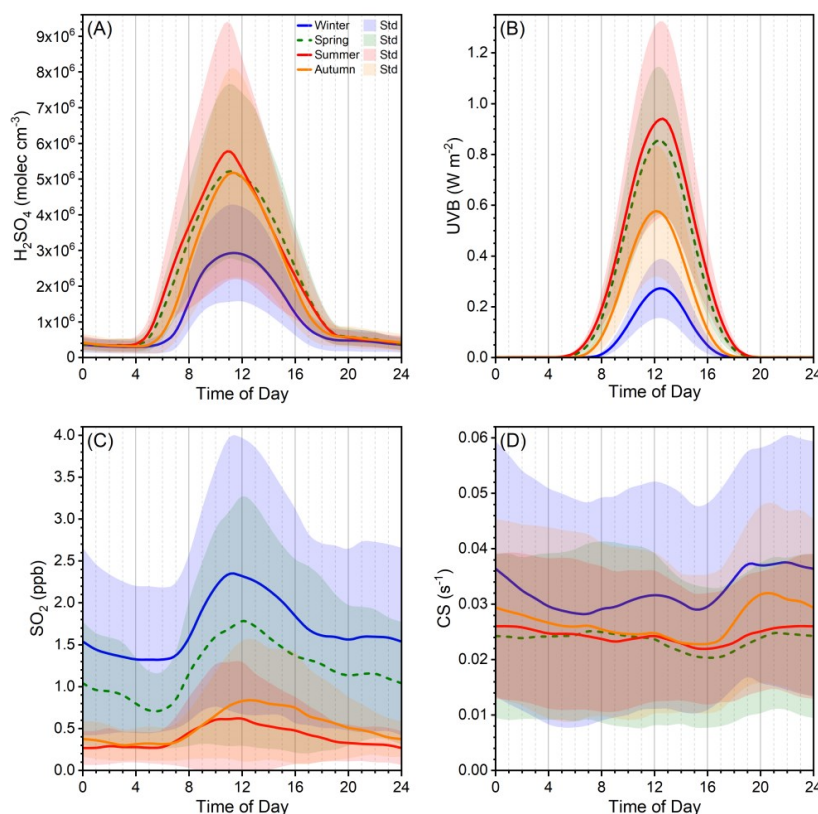 (A)
Winter Std
Spring Std
Summer Std
Autumn Std
9x10⁶
8x10⁶
7x10⁶
6x10⁶
5x10⁶
4x10⁶
3x10⁶
2x10⁶
1x10⁶
0
H₂SO₄ (molec cm⁻³)
0 4 8 12 16 20 24
Time of Day
(B)
1.2
1.0
0.8
0.6
0.4
0.2
0.0
UVB (W m⁻²)
0 4 8 12 16 20 24
Time of Day
(C)
4.0
3.5
3.0
2.5
2.0
1.5
1.0
0.5
0.0
SO₂ (ppb)
0 4 8 12 16 20 24
Time of Day
(D)
0.06
0.05
0.04
0.03
0.02
0.01
0.00
CS (s⁻¹)
0 4 8 12 16 20 24
Time of Day